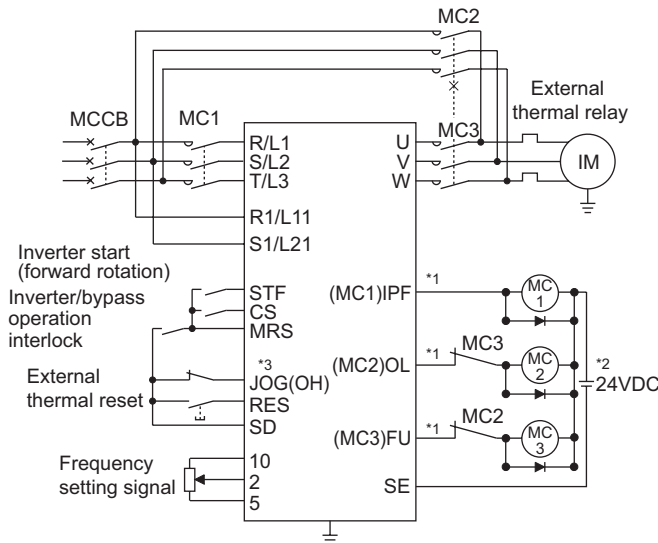 MC2
External
thermal relay
MCCB
MC1
R/L1
S/L2
T/L3
U
V
W
MC3
IM
R1/L11
S1/L21
Inverter start
(forward rotation)
Inverter/bypass
operation
interlock
STF
CS
MRS
(MC1)IPF
*1
MC
1
*3
JOG(OH)
RES
SD
External
thermal reset
(MC2)OL
*1
MC3
MC
2
*2
24VDC
(MC3)FU
*1
MC2
MC
3
Frequency
setting signal
10
2
5
SE